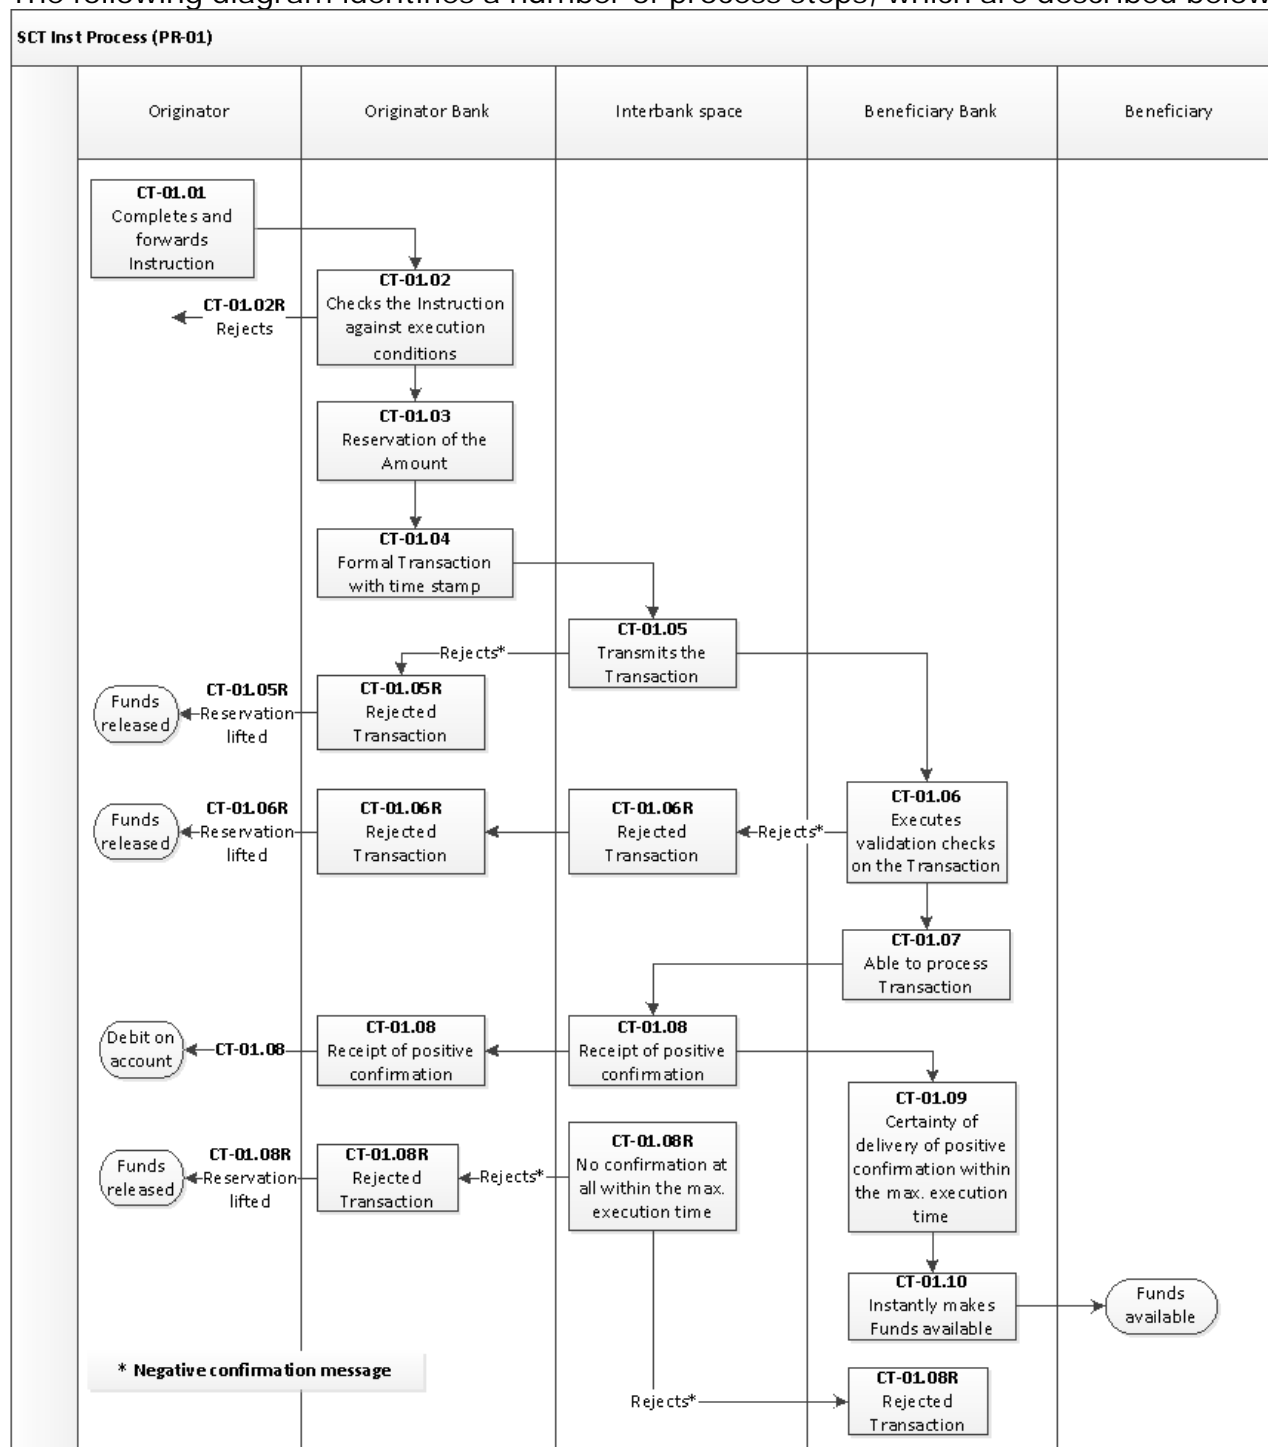 The following diagram identifies a number of process steps, which are described below
SCT Inst Process (PR-01)
Originator
Originator Bank
Interbank space
Beneficiary Bank
Beneficiary
CT-01.01
Completes and
forwards
Instruction
CT-01.02
Checks the Instruction
against execution
conditions
CT-01.02R
Rejects
CT-01.03
Reservation of the
Amount
CT-01.04
Formal Transaction
with time stamp
CT-01.05
Transmits the
Transaction
Rejects*
CT-01.05R
Rejected
Transaction
CT-01.05R
Reservation
lifted
Funds
released
CT-01.06
Executes
validation checks
on the Transaction
Rejects*
CT-01.06R
Rejected
Transaction
CT-01.06R
Rejected
Transaction
CT-01.06R
Reservation
lifted
Funds
released
CT-01.07
Able to process
Transaction
CT-01.08
Receipt of positive
confirmation
CT-01.08
Receipt of positive
confirmation
CT-01.08
Debit on
account
CT-01.09
Certainty of
delivery of positive
confirmation within
the max. execution
time
CT-01.08R
No confirmation at
all within the max.
execution time
Rejects*
CT-01.08R
Rejected
Transaction
CT-01.08R
Reservation
lifted
Funds
released
CT-01.10
Instantly makes
Funds available
Funds
available
* Negative confirmation message
Rejects*
CT-01.08R
Rejected
Transaction